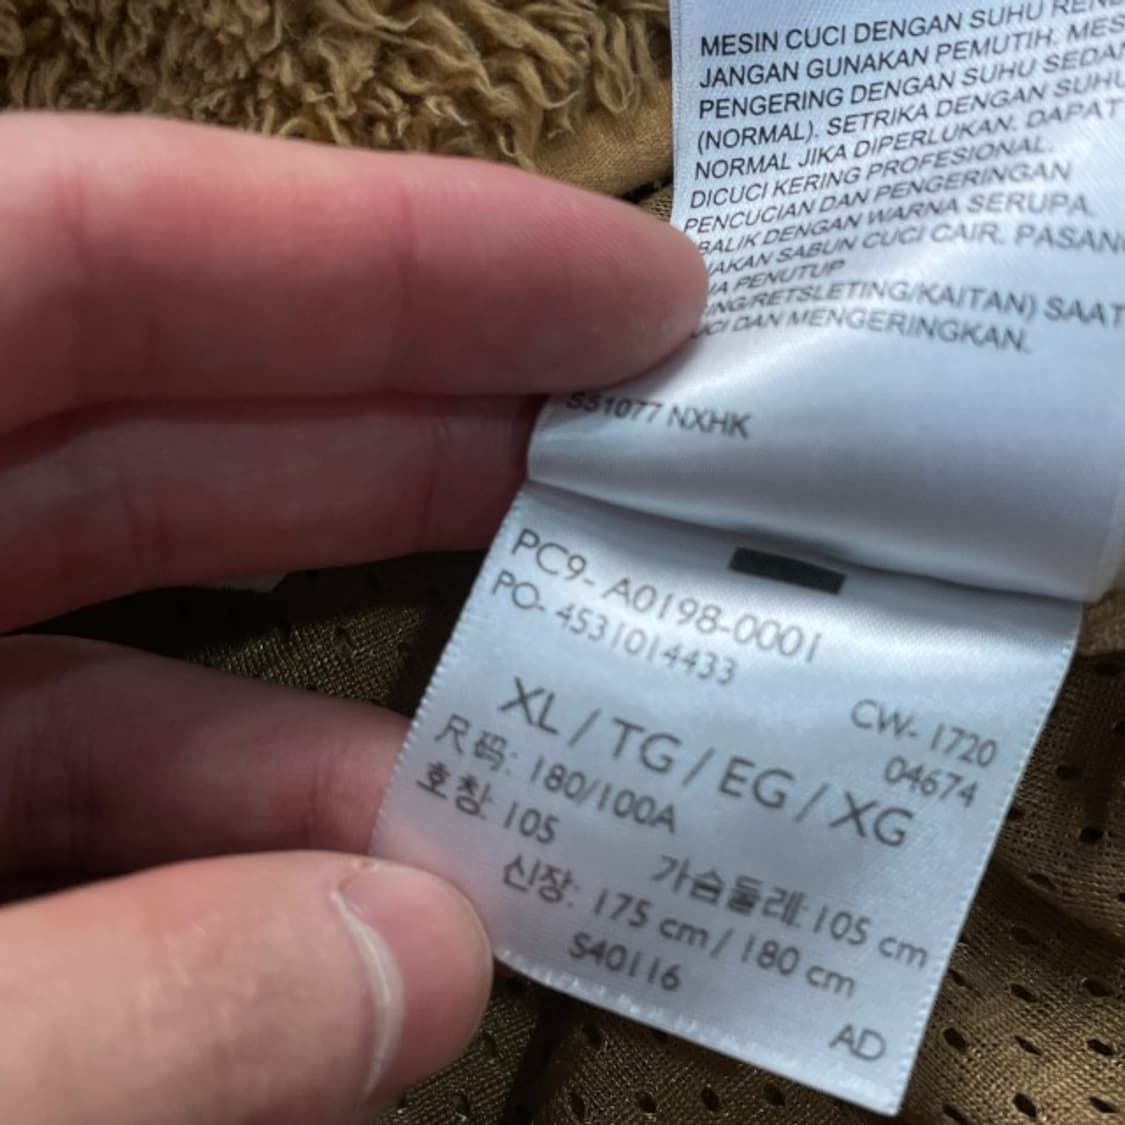 MESIN CUCI DENGAN SUHU
JANGAN GUNAKAN PEMUTIH.
PENGERING DENGAN SUHU
(NORMAL). SETRIKA DENGAN SUHU
NORMAL JIKA DIPERLUKAN. DAPAT
DICUCI KERING PROFESIONAL.
PENCUCIAN DAN PENGERINGAN
BALIK DENGAN WARNA SERUPA.
SABUN CUCI CAIR.
PENUTUP
NG/RETSLETING/KAITAN) SAAT
DAN MENGERINGKAN.
S51077 NXHK
PC9- A0198-0001
PO- 4531014433
CW- 1720
04674
XL / TG / EG / XG
尺码: 180/100A
호칭: 105
가슴둘레: 105 cm
신장: 175 cm / 180 cm
S40116
AD